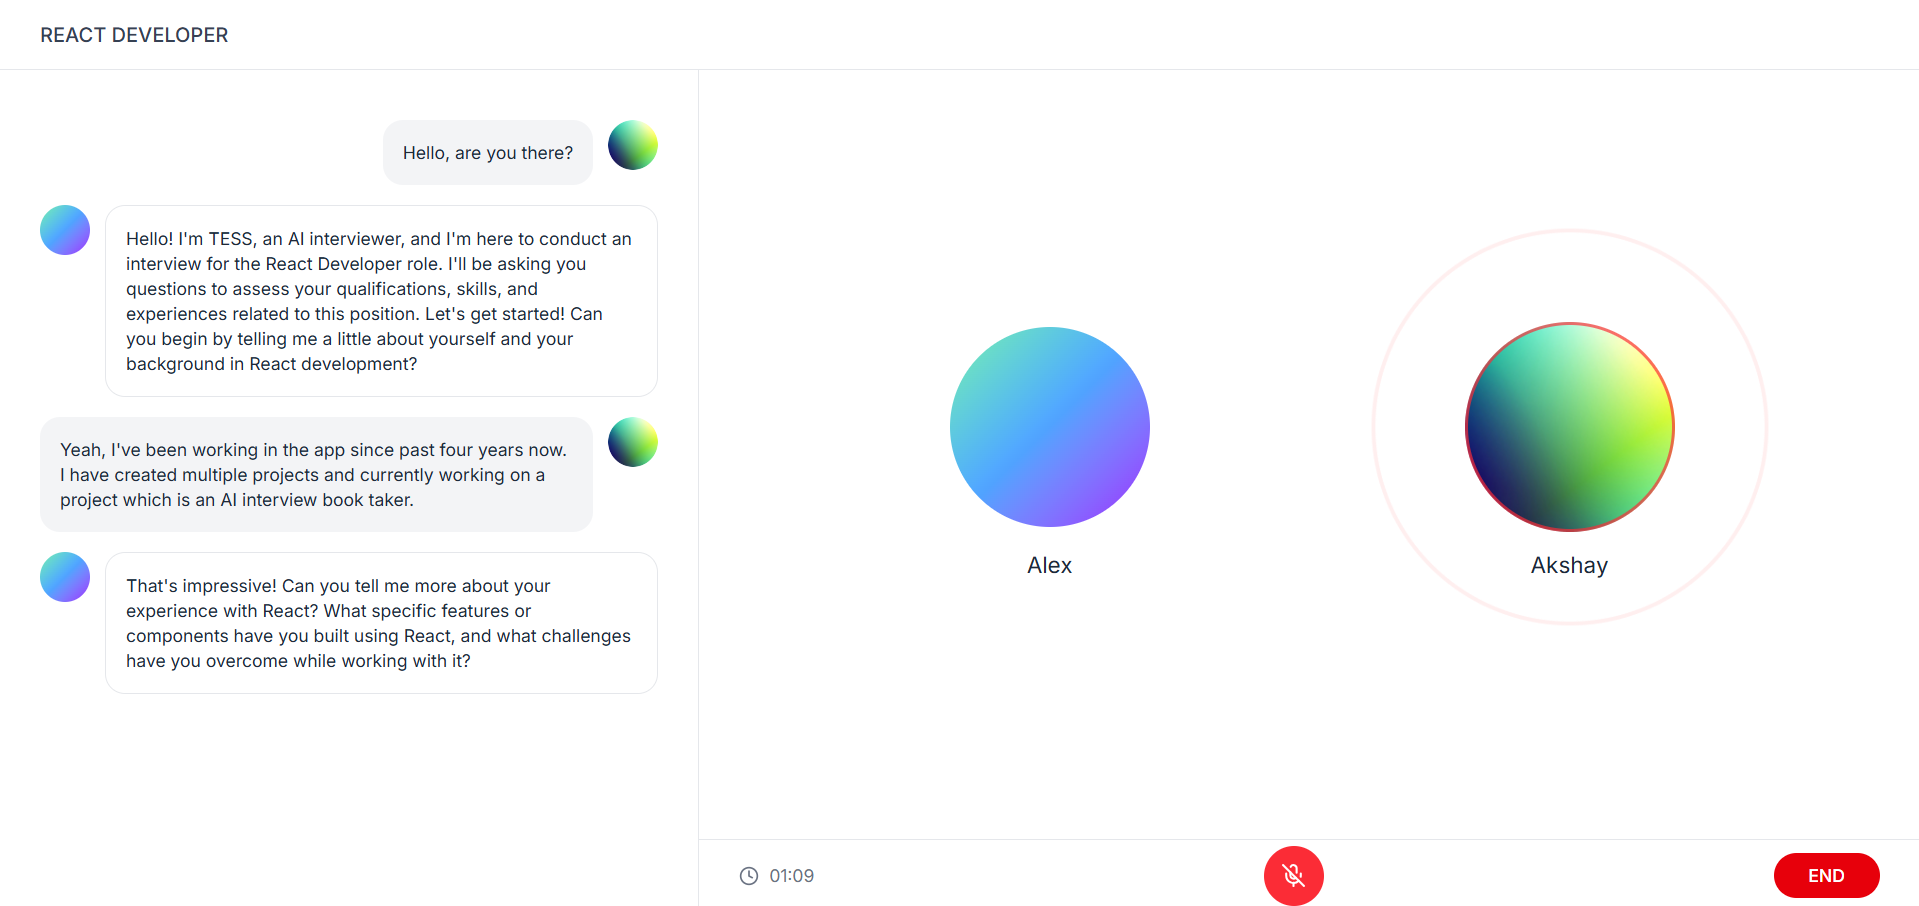 REACT DEVELOPER
Hello, are you there?
Hello! I'm TESS, an AI interviewer, and I'm here to conduct an
interview for the React Developer role. I'll be asking you
questions to assess your qualifications, skills, and
experiences related to this position. Let's get started! Can
you begin by telling me a little about yourself and your
background in React development?
Yeah, I've been working in the app since past four years now.
I have created multiple projects and currently working on a
project which is an AI interview book taker.
That's impressive! Can you tell me more about your
experience with React? What specific features or
components have you built using React, and what challenges
have you overcome while working with it?
Alex
Akshay
01:09
END